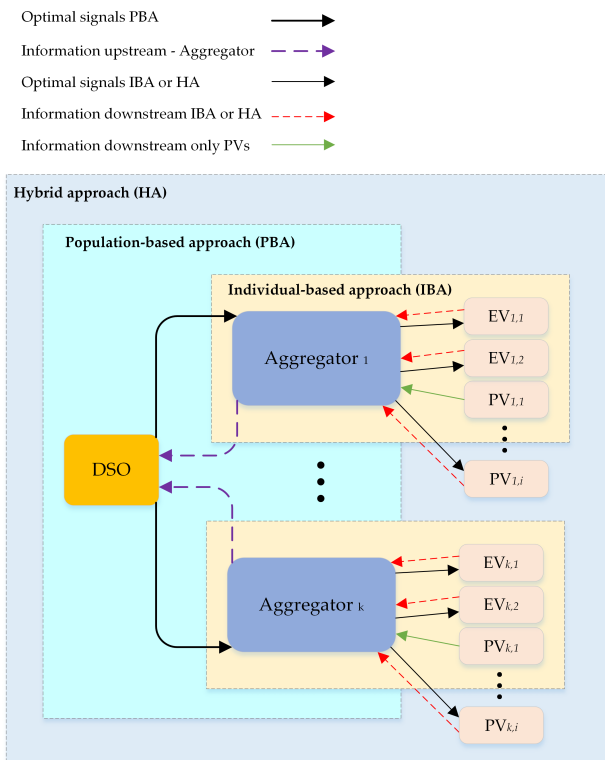 Optimal signals PBA
Information upstream - Aggregator
Optimal signals IBA or HA
Information downstream IBA or HA
Information downstream only PVs
Hybrid approach (HA)
Population-based approach (PBA)
Individual-based approach (IBA)
Aggregator 1
EV1,1
EV1,2
PV1,1
PV1,i
DSO
Aggregator k
EVk,1
EVk,2
PVk,1
PVk,i